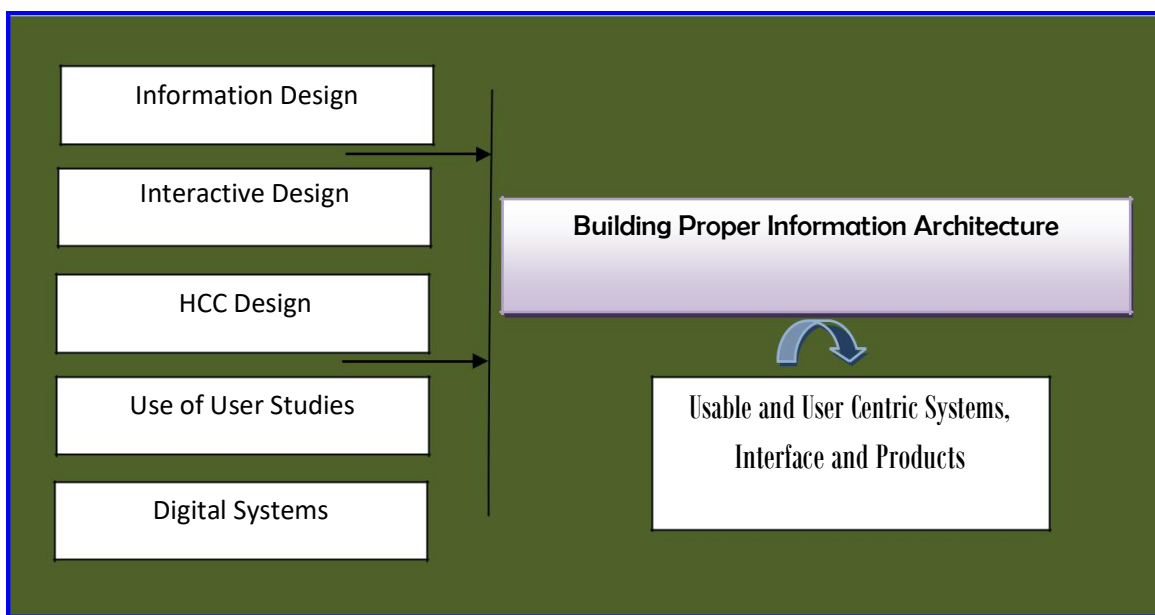 Information Design
Interactive Design
HCC Design
Use of User Studies
Digital Systems
Building Proper Information Architecture
Usable and User Centric Systems,
Interface and Products